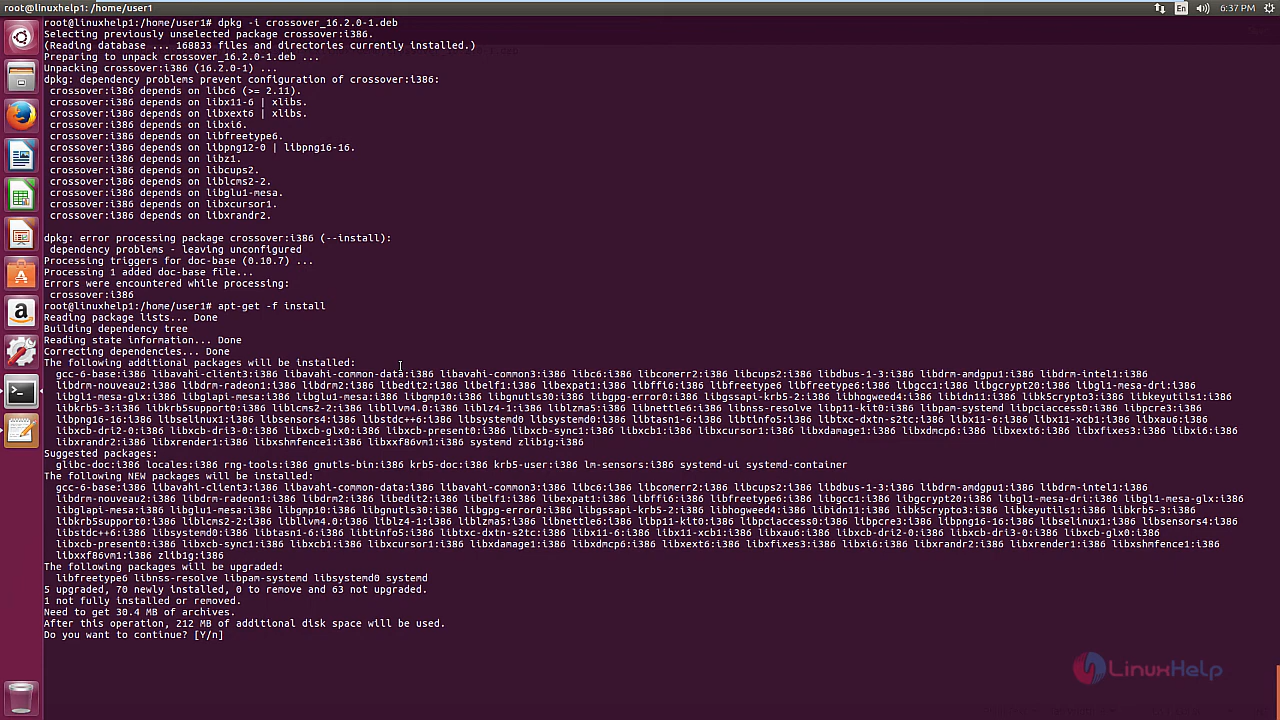 root@linuxhelp1: /home/user1
En
6:37 PM
root@linuxhelp1:/home/user1# dpkg -i crossover_16.2.0-1.deb
Selecting previously unselected package crossover:i386.
(Reading database ... 168833 files and directories currently installed.)
Preparing to unpack crossover_16.2.0-1.deb ...
Unpacking crossover:i386 (16.2.0-1) ...
dpkg: dependency problems prevent configuration of crossover:i386:
crossover:i386 depends on libc6 (>= 2.11).
crossover:i386 depends on libx11-6 | xlibs.
crossover:i386 depends on libxext6 | xlibs.
crossover:i386 depends on libxi6.
crossover:i386 depends on libfreetype6.
crossover:i386 depends on libpng12-0 | libpng16-16.
crossover:i386 depends on libz1.
crossover:i386 depends on libcups2.
crossover:i386 depends on liblcms2-2.
crossover:i386 depends on libglu1-mesa.
crossover:i386 depends on libxcursor1.
crossover:i386 depends on libxrandr2.
dpkg: error processing package crossover:i386 (--install):
dependency problems - leaving unconfigured
Processing triggers for doc-base (0.10.7) ...
Processing 1 added doc-base file...
Errors were encountered while processing:
crossover:i386
root@linuxhelp1:/home/user1# apt-get -f install
Reading package lists... Done
Building dependency tree
Reading state information... Done
Correcting dependencies... Done
The following additional packages will be installed:
gcc-6-base:i386 libavahi-client3:i386 libavahi-common-data:i386 libavahi-common3:i386 libc6:i386 libcomerr2:i386 libcups2:i386 libdbus-1-3:i386 libdrm-amdgpu1:i386 libdrm-intel1:i386
libdrm-nouveau2:i386 libdrm-radeon1:i386 libdrm2:i386 libedit2:i386 libelf1:i386 libexpat1:i386 libffi6:i386 libfreetype6 libfreetype6:i386 libgcc1:i386 libgcrypt20:i386 libgl1-mesa-dri:i386
libgl1-mesa-glx:i386 libglapi-mesa:i386 libglu1-mesa:i386 libgmp10:i386 libgnutls30:i386 libgpg-error0:i386 libgssapi-krb5-2:i386 libhogweed4:i386 libidn11:i386 libk5crypto3:i386 libkeyutils1:i386
libkrb5-3:i386 libkrb5support0:i386 liblcms2-2:i386 libllvm4.0:i386 liblz4-1:i386 liblzma5:i386 libnettle6:i386 libnss-resolve libp11-kit0:i386 libpam-systemd libpciaccess0:i386 libpcre3:i386
libpng16-16:i386 libselinux1:i386 libsensors4:i386 libstdc++6:i386 libsystemd0 libsystemd0:i386 libtasn1-6:i386 libtinfo5:i386 libtxc-dxtn-s2tc:i386 libx11-6:i386 libx11-xcb1:i386 libxau6:i386
libxcb-dri2-0:i386 libxcb-dri3-0:i386 libxcb-glx0:i386 libxcb-present0:i386 libxcb-sync1:i386 libxcb1:i386 libxcursor1:i386 libxdamage1:i386 libxdmcp6:i386 libxext6:i386 libxfixes3:i386 libxi6:i386
libxrandr2:i386 libxrender1:i386 libxshmfence1:i386 libxxf86vm1:i386 systemd zlib1g:i386
Suggested packages:
glibc-doc:i386 locales:i386 rng-tools:i386 gnutls-bin:i386 krb5-doc:i386 krb5-user:i386 lm-sensors:i386 systemd-ui systemd-container
The following NEW packages will be installed:
gcc-6-base:i386 libavahi-client3:i386 libavahi-common-data:i386 libavahi-common3:i386 libc6:i386 libcomerr2:i386 libcups2:i386 libdbus-1-3:i386 libdrm-amdgpu1:i386 libdrm-intel1:i386
libdrm-nouveau2:i386 libdrm-radeon1:i386 libdrm2:i386 libedit2:i386 libelf1:i386 libexpat1:i386 libffi6:i386 libfreetype6:i386 libgcc1:i386 libgcrypt20:i386 libgl1-mesa-dri:i386 libgl1-mesa-glx:i386
libglapi-mesa:i386 libglu1-mesa:i386 libgmp10:i386 libgnutls30:i386 libgpg-error0:i386 libgssapi-krb5-2:i386 libhogweed4:i386 libidn11:i386 libk5crypto3:i386 libkeyutils1:i386 libkrb5-3:i386
libkrb5support0:i386 liblcms2-2:i386 libllvm4.0:i386 liblz4-1:i386 liblzma5:i386 libnettle6:i386 libp11-kit0:i386 libpciaccess0:i386 libpcre3:i386 libpng16-16:i386 libselinux1:i386 libsensors4:i386
libstdc++6:i386 libsystemd0:i386 libtasn1-6:i386 libtinfo5:i386 libtxc-dxtn-s2tc:i386 libx11-6:i386 libx11-xcb1:i386 libxau6:i386 libxcb-dri2-0:i386 libxcb-dri3-0:i386 libxcb-glx0:i386
libxcb-present0:i386 libxcb-sync1:i386 libxcb1:i386 libxcursor1:i386 libxdamage1:i386 libxdmcp6:i386 libxext6:i386 libxfixes3:i386 libxi6:i386 libxrandr2:i386 libxrender1:i386 libxshmfence1:i386
libxxf86vm1:i386 zlib1g:i386
The following packages will be upgraded:
libfreetype6 libnss-resolve libpam-systemd libsystemd0 systemd
5 upgraded, 70 newly installed, 0 to remove and 63 not upgraded.
1 not fully installed or removed.
Need to get 30.4 MB of archives.
After this operation, 212 MB of additional disk space will be used.
Do you want to continue? [Y/n]
LinuxHelp